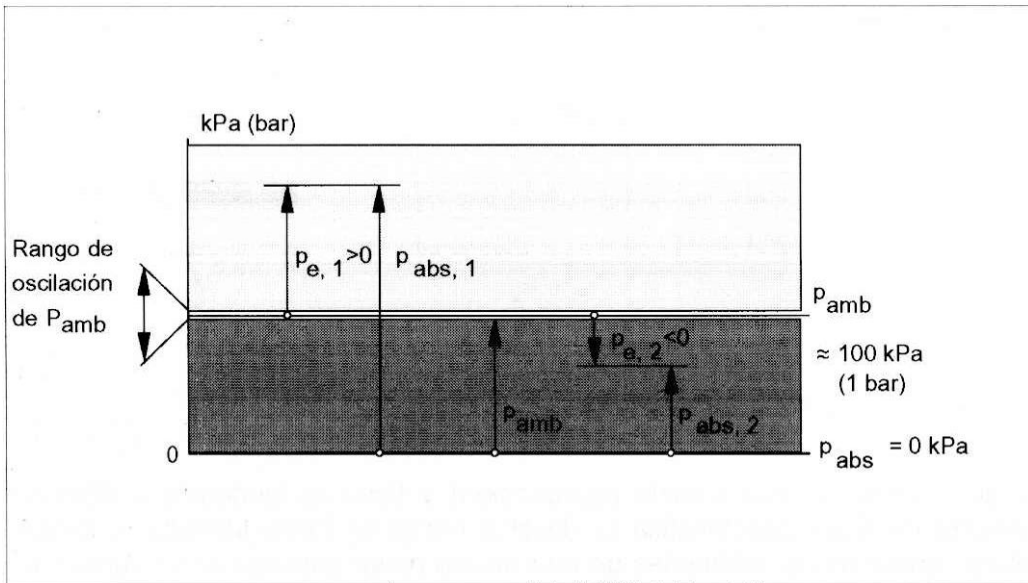 kPa (bar)
Rango de
oscilación
de Pamb
pe, 1 >0
pabs, 1
pamb
pe, 2 <0
≈ 100 kPa
(1 bar)
pamb
pabs, 2
0
pabs = 0 kPa